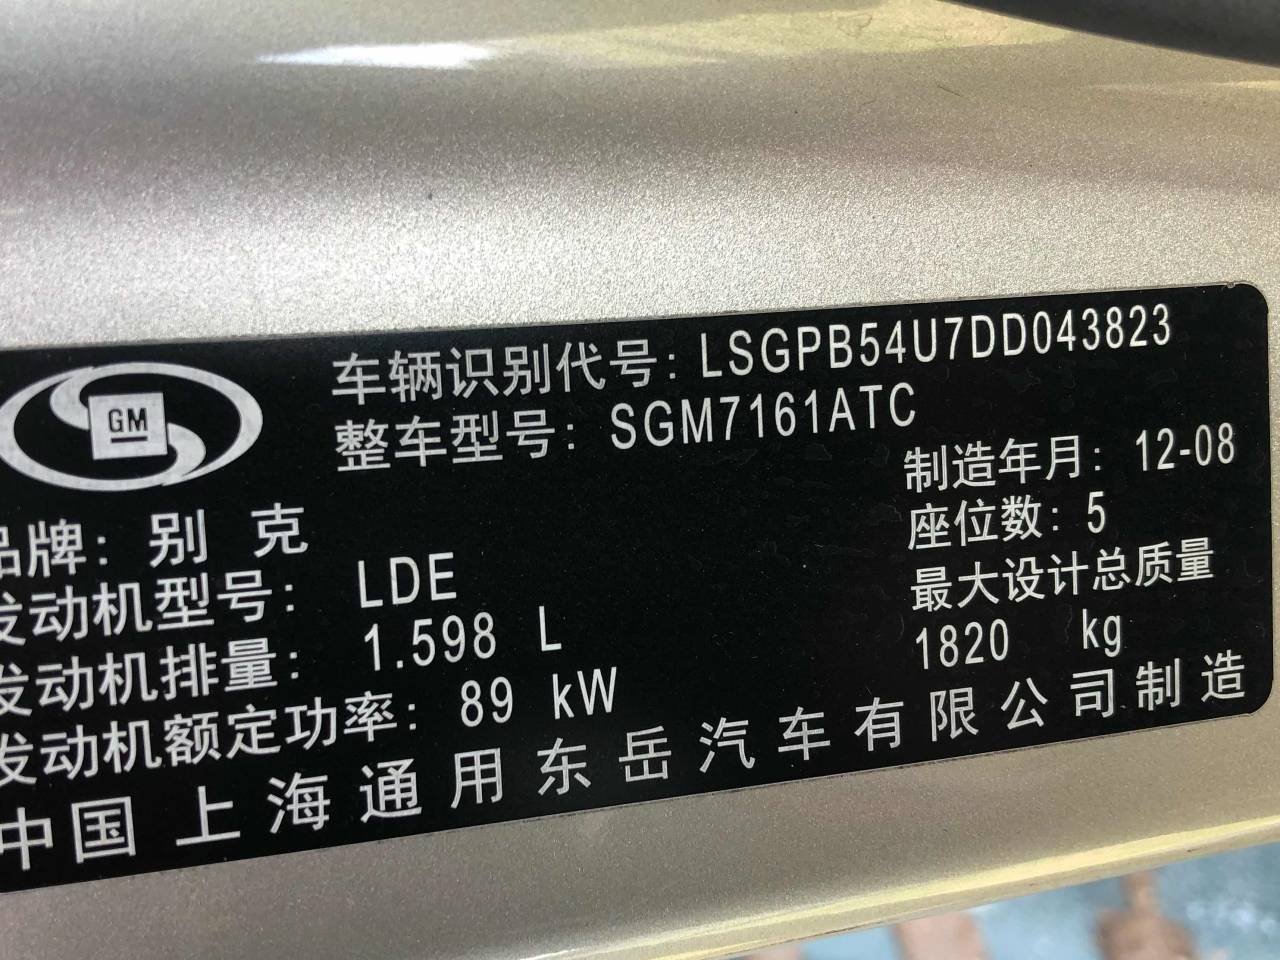 GM
车辆识别代号: LSGPB54U7DD043823
整车型号: SGM7161ATC
制造年月: 12-08
品牌: 别克
座位数: 5
发动机型号: LDE
最大设计总质量
发动机排量: 1.598 L
1820 kg
发动机额定功率: 89 kW
中国上海通用东岳汽车有限公司制造